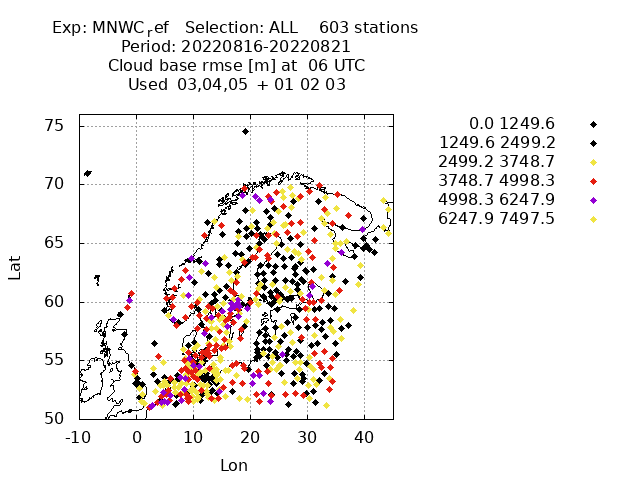 Exp: MNWC_ref Selection: ALL 603 stations
Period: 20220816-20220821
Cloud base rmse [m] at 06 UTC
Used 03,04,05 + 01 02 03
0.0 1249.6
1249.6 2499.2
2499.2 3748.7
3748.7 4998.3
4998.3 6247.9
6247.9 7497.5
75
70
65
60
55
50
Lat
-10 0 10 20 30 40
Lon